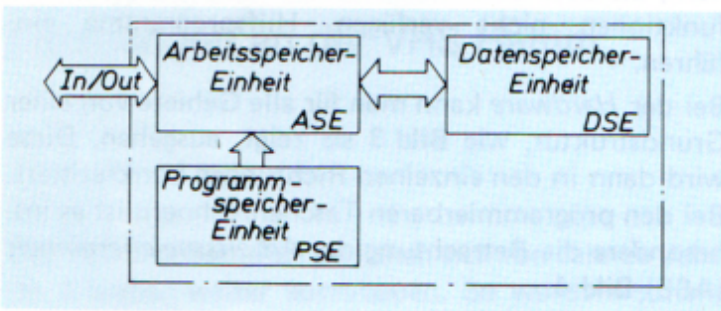 In/Out
Arbeitsspeicher-
Einheit
ASE
Datenspeicher-
Einheit
DSE
Programm-
speicher-
Einheit
PSE